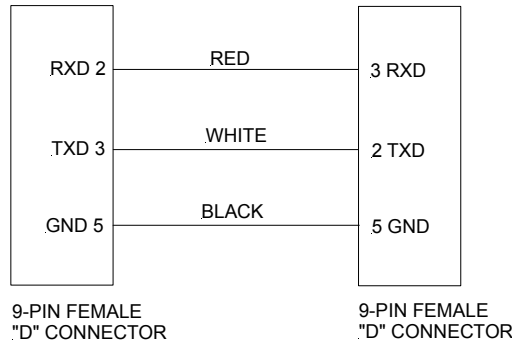 RXD 2 RED 3 RXD
TXD 3 WHITE 2 TXD
GND 5 BLACK 5 GND
9-PIN FEMALE
"D" CONNECTOR
9-PIN FEMALE
"D" CONNECTOR